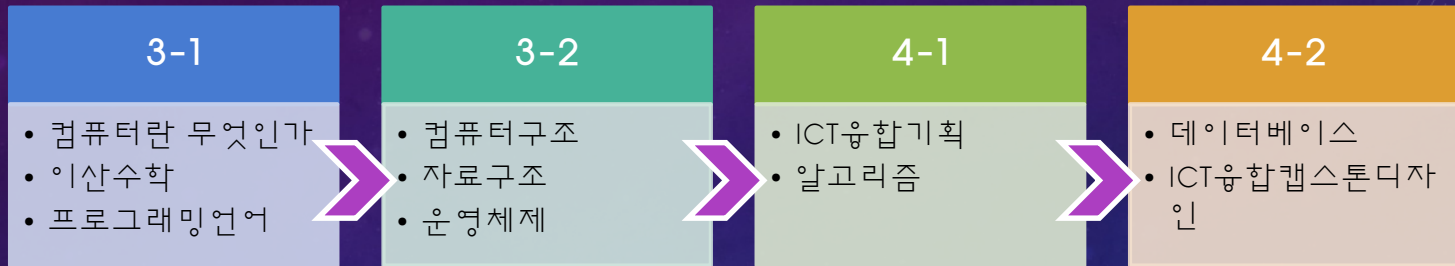 3-1
• 컴퓨터란 무엇인가
• 이산수학
• 프로그래밍언어
3-2
• 컴퓨터구조
• 자료구조
• 운영체제
4-1
• ICT융합기획
• 알고리즘
4-2
• 데이터베이스
• ICT융합캡스톤디자
인